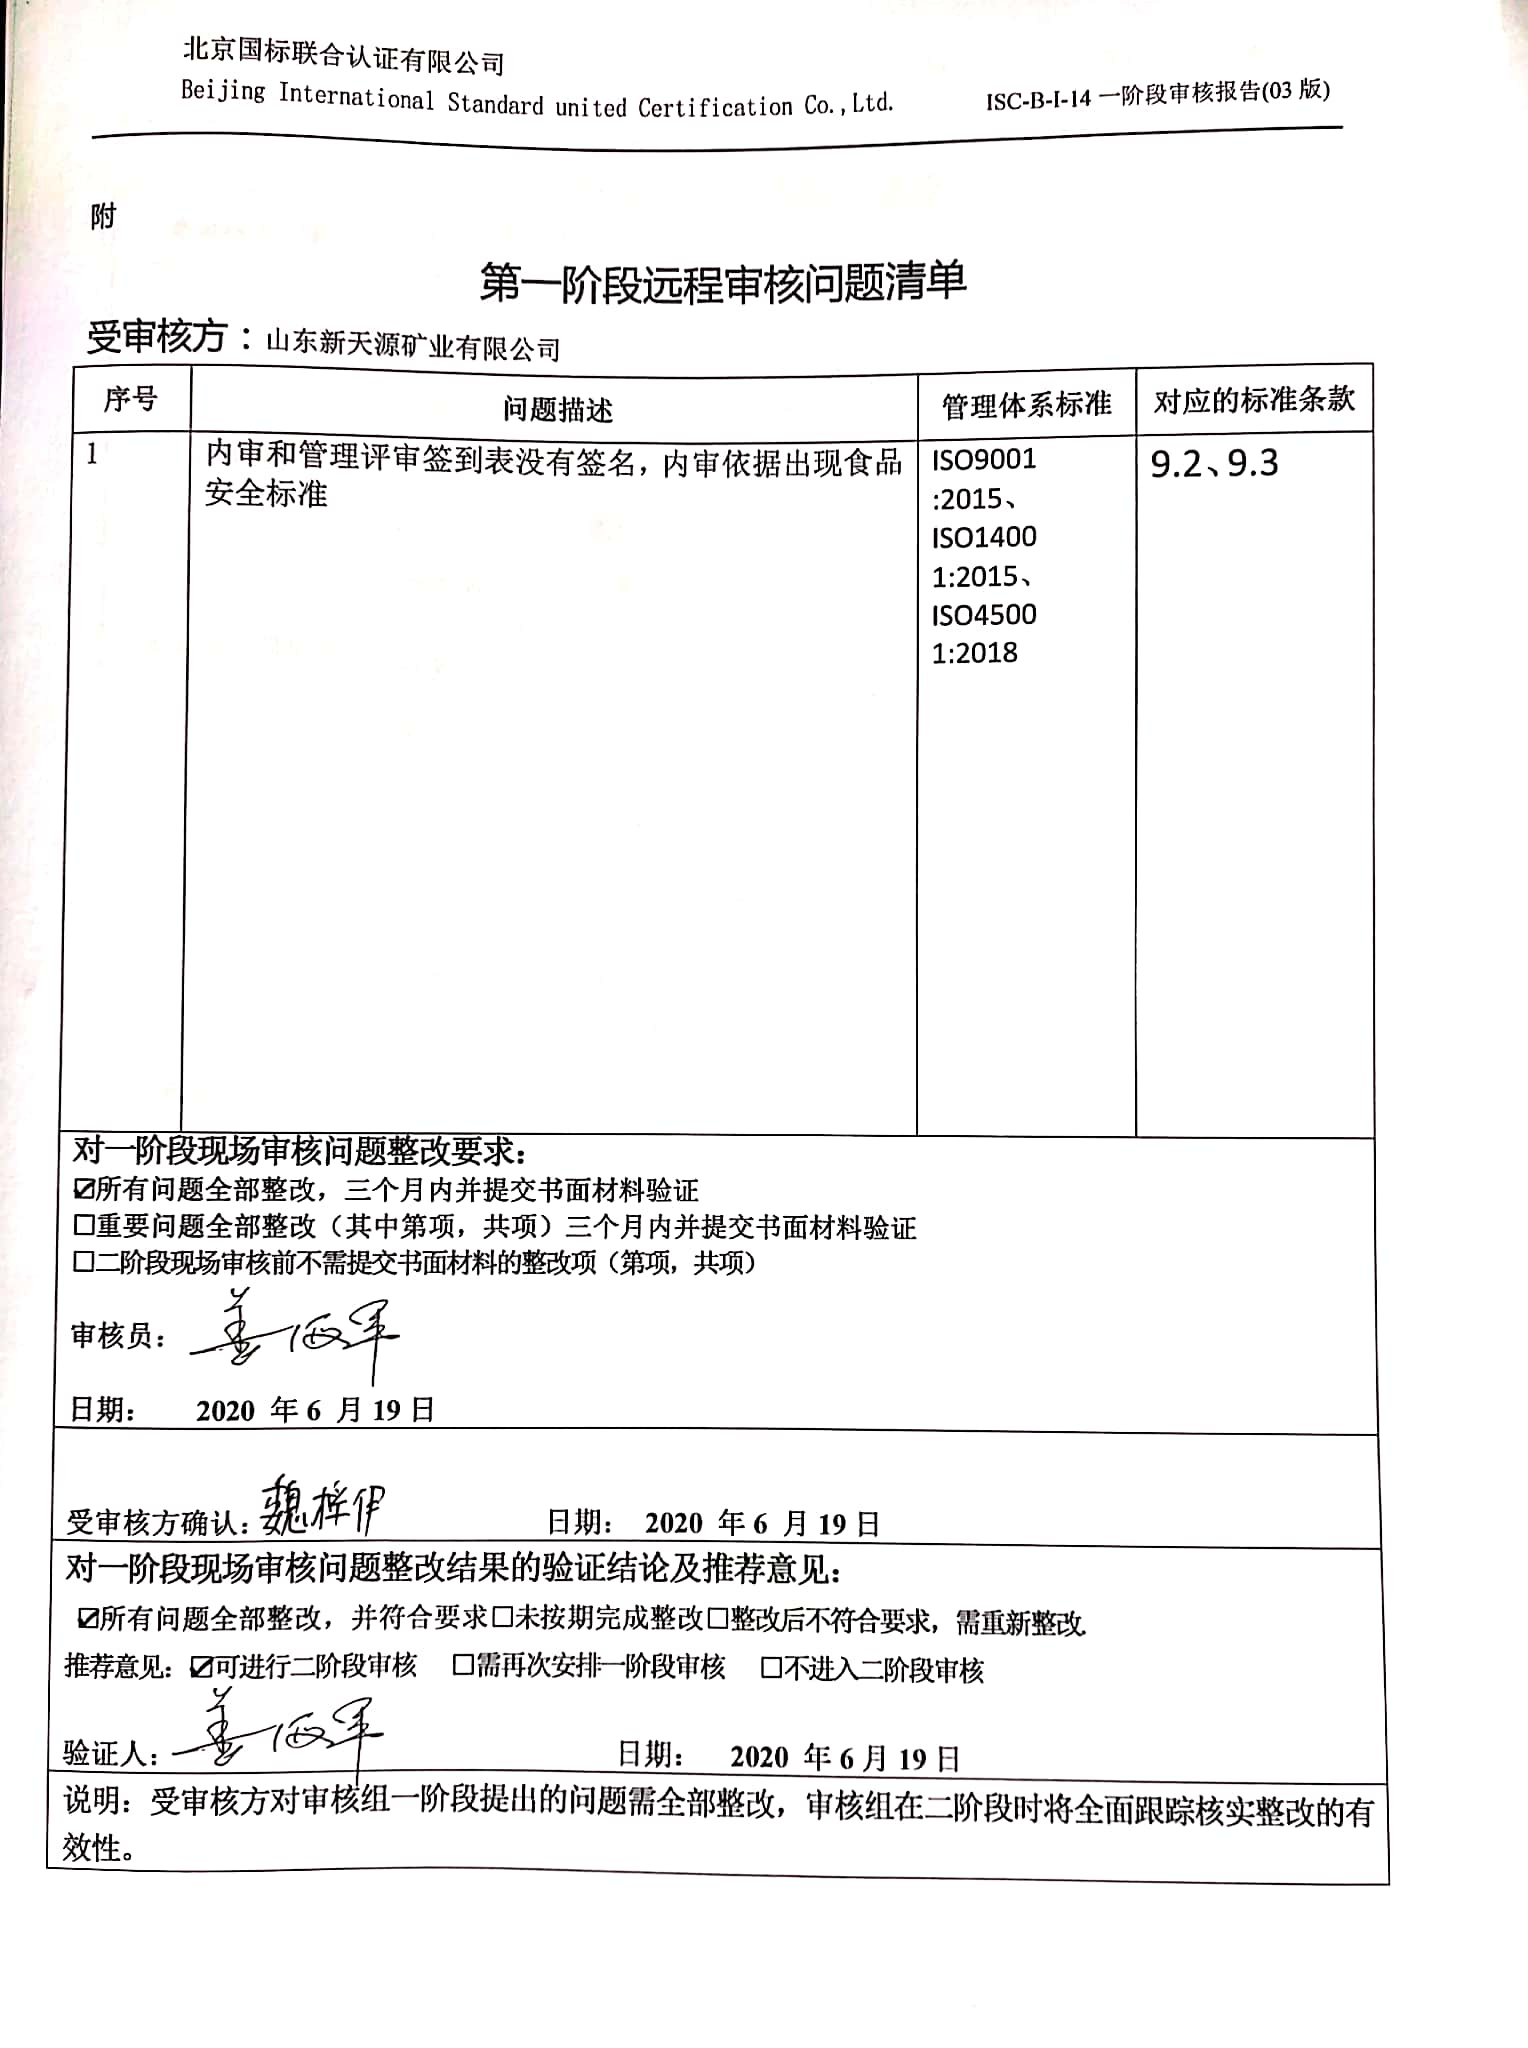 北京国标联合认证有限公司
Beijing International Standard united Certification Co.,Ltd.
ISC-B-I-14 一阶段审核报告(03 版)
附
第一阶段远程审核问题清单
受审核方：山东新天源矿业有限公司
序号 问题描述 管理体系标准 对应的标准条款
1 内审和管理评审签到表没有签名，内审依据出现食品 ISO9001 9.2、9.3
安全标准 :2015、
ISO1400
1:2015、
ISO4500
1:2018
对一阶段现场审核问题整改要求：
☑所有问题全部整改，三个月内并提交书面材料验证
☐重要问题全部整改（其中第项，共项）三个月内并提交书面材料验证
☐二阶段现场审核前不需提交书面材料的整改项（第项，共项）
审核员：姜海军
日期： 2020 年 6 月 19 日
受审核方确认：魏梓伊 日期： 2020 年 6 月 19 日
对一阶段现场审核问题整改结果的验证结论及推荐意见：
☑所有问题全部整改，并符合要求☐未按期完成整改☐整改后不符合要求，需重新整改.
推荐意见：☑可进行二阶段审核 ☐需再次安排一阶段审核 ☐不进入二阶段审核
验证人：姜海军 日期： 2020 年 6 月 19 日
说明：受审核方对审核组一阶段提出的问题需全部整改，审核组在二阶段时将全面跟踪核实整改的有
效性。